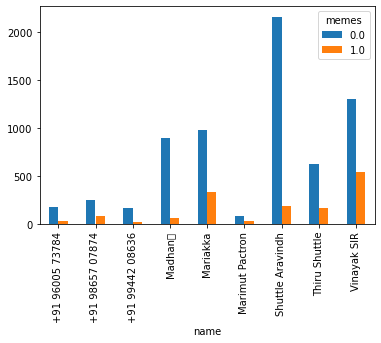 memes
0.0
1.0
2000
1500
1000
500
0
+91 96005 73784
+91 98657 07874
+91 99442 08636
Madhan▯
Mariakka
Marimut Pactron
Shuttle Aravindh
Thiru Shuttle
Vinayak SIR
name